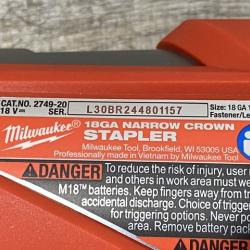 CAT.NO. 2749-20
18 V⎓
SER.
L30BR244801157
Size: 18 GA
Fastener/Le
Milwaukee
18GA NARROW CROWN
STAPLER
Milwaukee Tool, Brookfield, WI 53005 USA
Professionally made in Vietnam by Milwaukee Tool
DANGER
To reduce the risk of injury, user
and others in work area must we
M18™ batteries. Keep fingers away from
accidental discharge. Choice of trigger
for triggering options. Never
area. Remove battery pack
DANGER